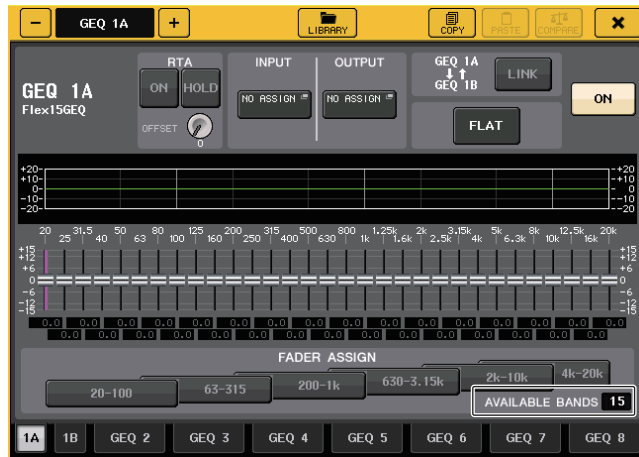 − GEQ 1A + LIBRARY COPY PASTE COMPARE ×
GEQ 1A
Flex15GEQ
RTA
ON HOLD
OFFSET
0
INPUT
NO ASSIGN
OUTPUT
NO ASSIGN
GEQ 1A
↓↑
GEQ 1B
LINK
FLAT
ON
+20 +20
+10 +10
0 0
-10 -10
-20 -20
20 31.5 50 80 125 200 315 500 800 1.25k 2k 3.15k 5k 8k 12.5k 20k
25 40 63 100 160 250 400 630 1k 1.6k 2.5k 4k 6.3k 10k 16k
+15 +15
+12 +12
+6 +6
0 0
-6 -6
-12 -12
-15 -15
0.0 0.0 0.0 0.0 0.0 0.0 0.0 0.0 0.0 0.0 0.0 0.0 0.0 0.0 0.0 0.0
0.0 0.0 0.0 0.0 0.0 0.0 0.0 0.0 0.0 0.0 0.0 0.0 0.0 0.0 0.0
FADER ASSIGN
20-100 63-315 200-1k 630-3.15k 2k-10k 4k-20k
AVAILABLE BANDS 15
1A 1B GEQ 2 GEQ 3 GEQ 4 GEQ 5 GEQ 6 GEQ 7 GEQ 8